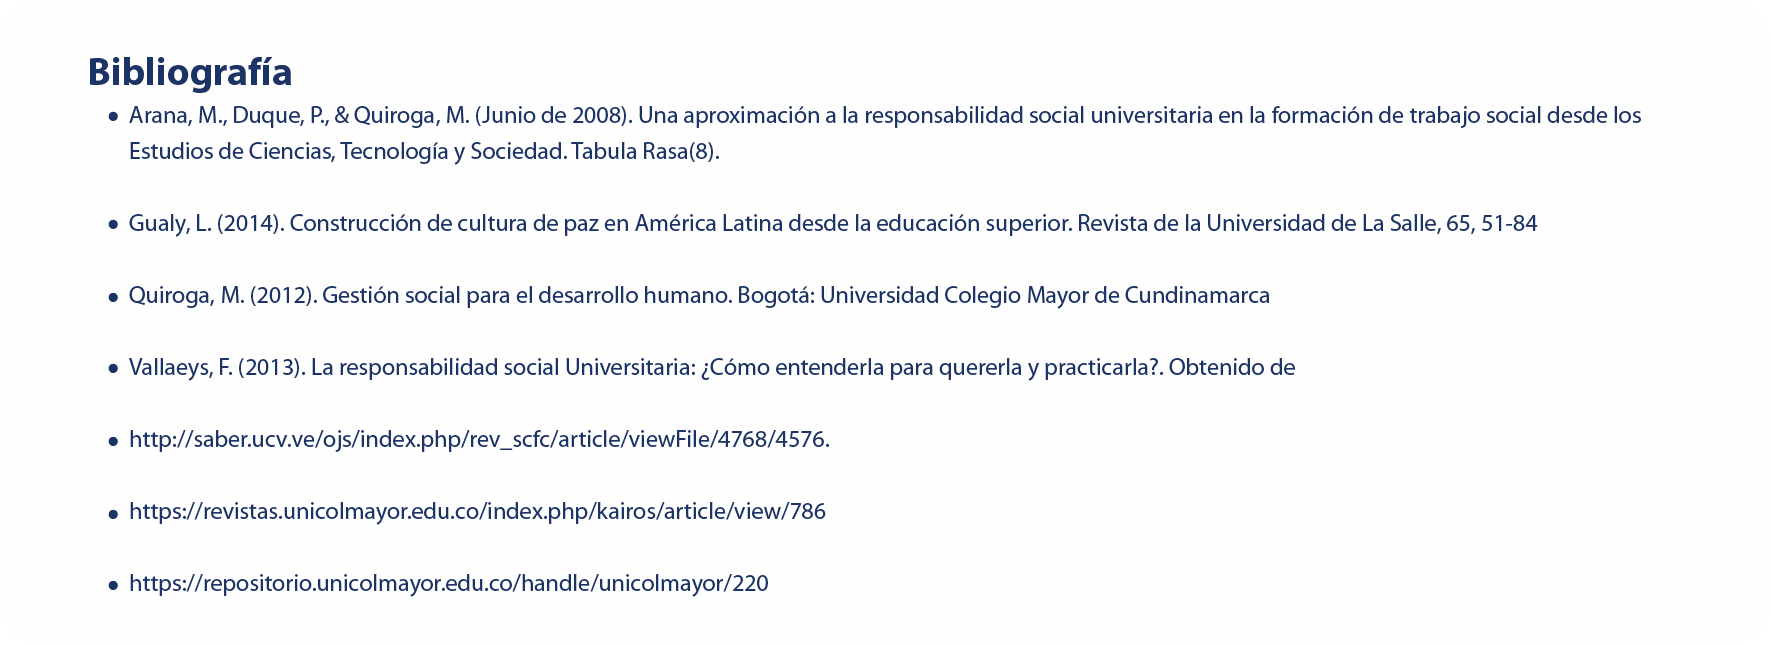 Bibliografía
• Arana, M., Duque, P., & Quiroga, M. (Junio de 2008). Una aproximación a la responsabilidad social universitaria en la formación de trabajo social desde los
Estudios de Ciencias, Tecnología y Sociedad. Tabula Rasa(8).
• Gualy, L. (2014). Construcción de cultura de paz en América Latina desde la educación superior. Revista de la Universidad de La Salle, 65, 51-84
• Quiroga, M. (2012). Gestión social para el desarrollo humano. Bogotá: Universidad Colegio Mayor de Cundinamarca
• Vallaeys, F. (2013). La responsabilidad social Universitaria: ¿Cómo entenderla para quererla y practicarla?. Obtenido de
• http://saber.ucv.ve/ojs/index.php/rev_scfc/article/viewFile/4768/4576.
• https://revistas.unicolmayor.edu.co/index.php/kairos/article/view/786
• https://repositorio.unicolmayor.edu.co/handle/unicolmayor/220